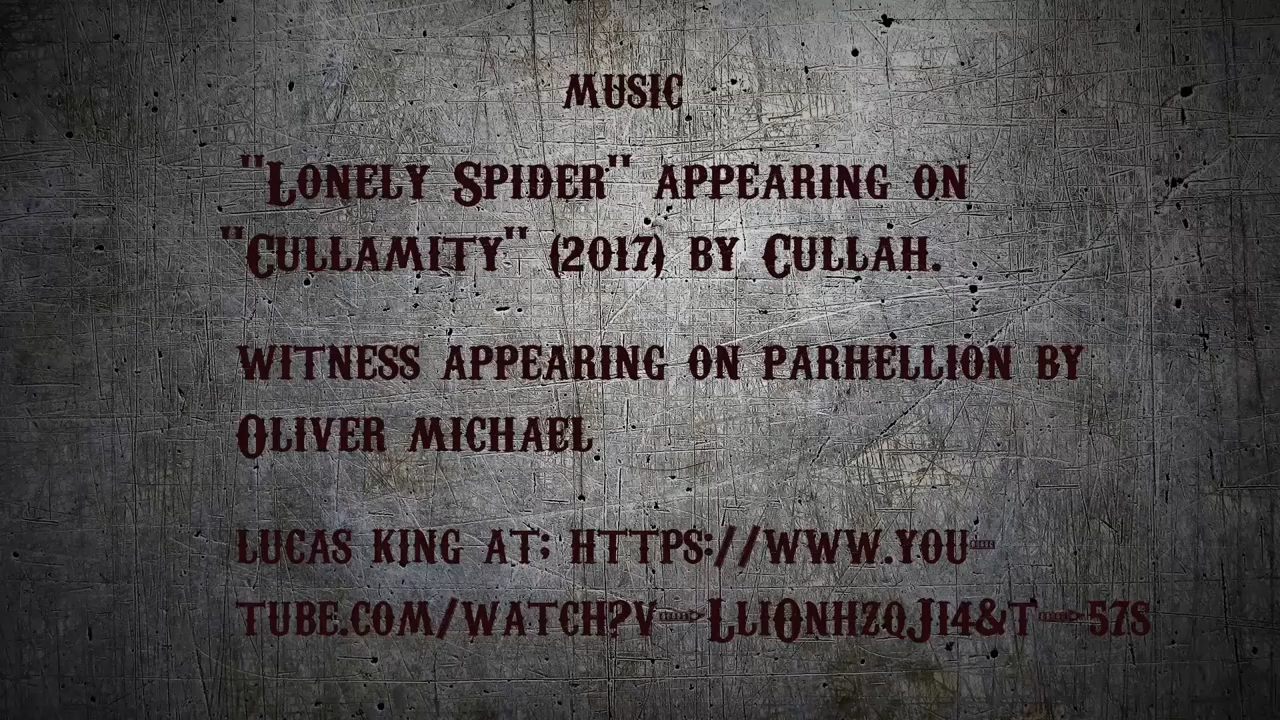 MUSIC
"LONELY SPIDER" APPEARING ON
"CULLAMITY" (2017) BY CULLAH.
WITNESS APPEARING ON PARHELLION BY
OLIVER MICHAEL
LUCAS KING AT; HTTPS://WWW.YOU-
TUBE.COM/WATCH?V=LLIONHZQJI4&T=57S